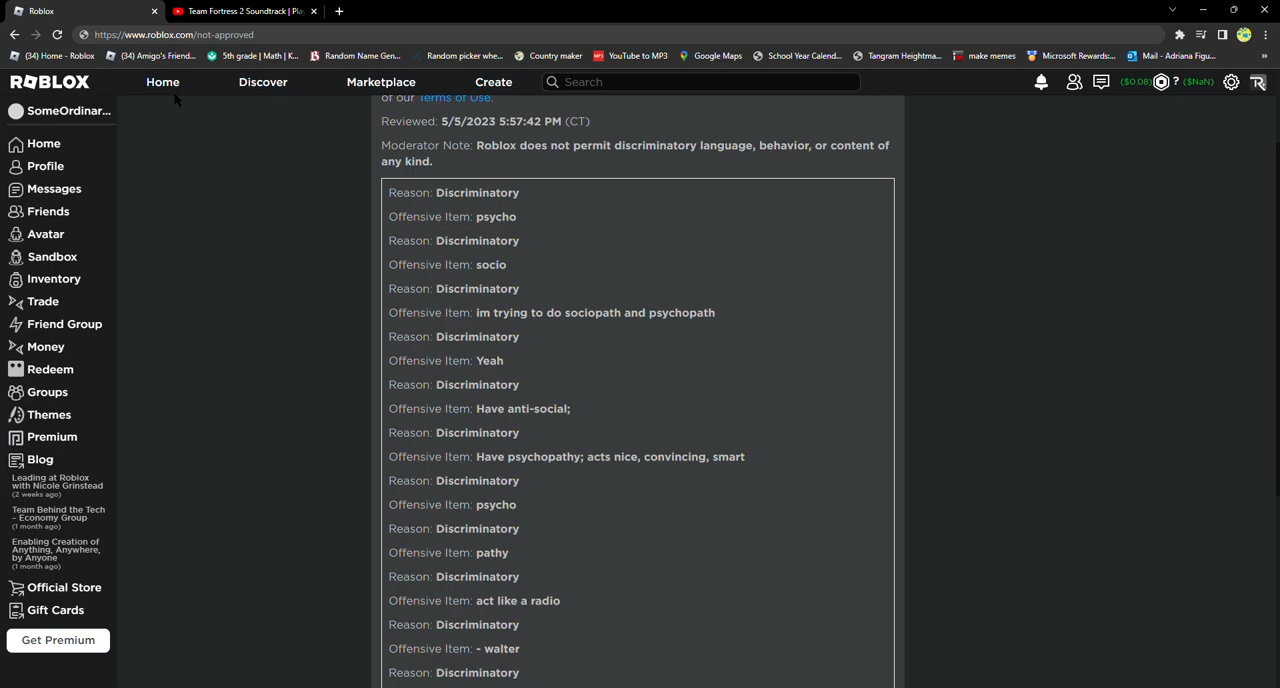 Roblox
Team Fortress 2 Soundtrack | Pla
https://www.roblox.com/not-approved
(34) Home - Roblox
(34) Amigo's Friend...
5th grade | Math | K...
Random Name Gen...
Random picker whe...
Country maker
YouTube to MP3
Google Maps
School Year Calend...
Tangram Heightma...
make memes
Microsoft Rewards:...
Mail - Adriana Figu...
»
ROBLOX
Home
Discover
Marketplace
Create
Search
($0.08)
? ($NaN)
SomeOrdinar...
Home
Profile
Messages
Friends
Avatar
Sandbox
Inventory
Trade
Friend Group
Money
Redeem
Groups
Themes
Premium
Blog
Leading at Roblox
with Nicole Grinstead
(2 weeks ago)
Team Behind the Tech
- Economy Group
(1 month ago)
Enabling Creation of
Anything, Anywhere,
by Anyone
(1 month ago)
Official Store
Gift Cards
Get Premium
of our Terms of Use.
Reviewed: 5/5/2023 5:57:42 PM (CT)
Moderator Note: Roblox does not permit discriminatory language, behavior, or content of
any kind.
Reason: Discriminatory
Offensive Item: psycho
Reason: Discriminatory
Offensive Item: socio
Reason: Discriminatory
Offensive Item: im trying to do sociopath and psychopath
Reason: Discriminatory
Offensive Item: Yeah
Reason: Discriminatory
Offensive Item: Have anti-social;
Reason: Discriminatory
Offensive Item: Have psychopathy; acts nice, convincing, smart
Reason: Discriminatory
Offensive Item: psycho
Reason: Discriminatory
Offensive Item: pathy
Reason: Discriminatory
Offensive Item: act like a radio
Reason: Discriminatory
Offensive Item: - walter
Reason: Discriminatory